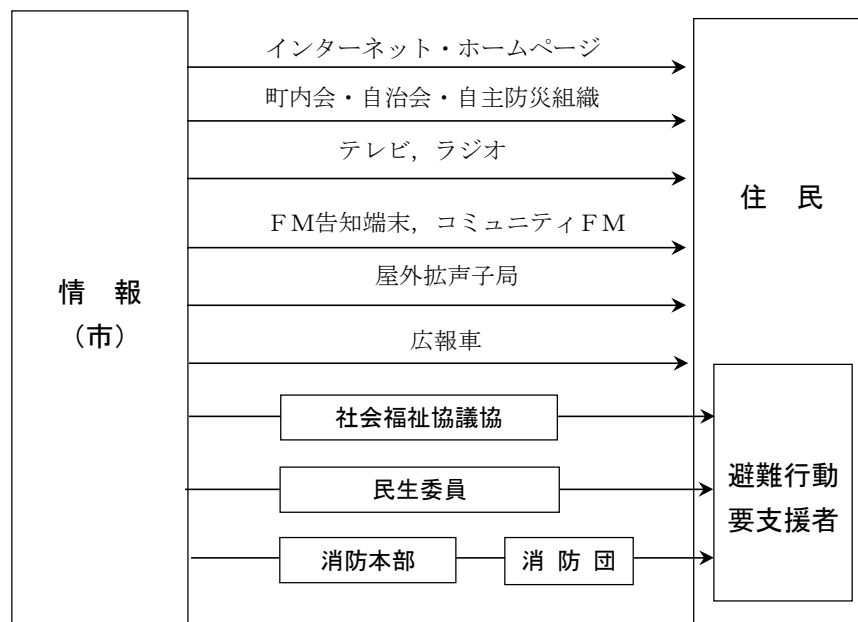 インターネット・ホームページ
町内会・自治会・自主防災組織
テレビ，ラジオ
ＦＭ告知端末，コミュニティＦＭ
屋外拡声子局
広報車
情　報
（市）
住　民
社会福祉協議協
民生委員
消防本部
消 防 団
避難行動
要支援者